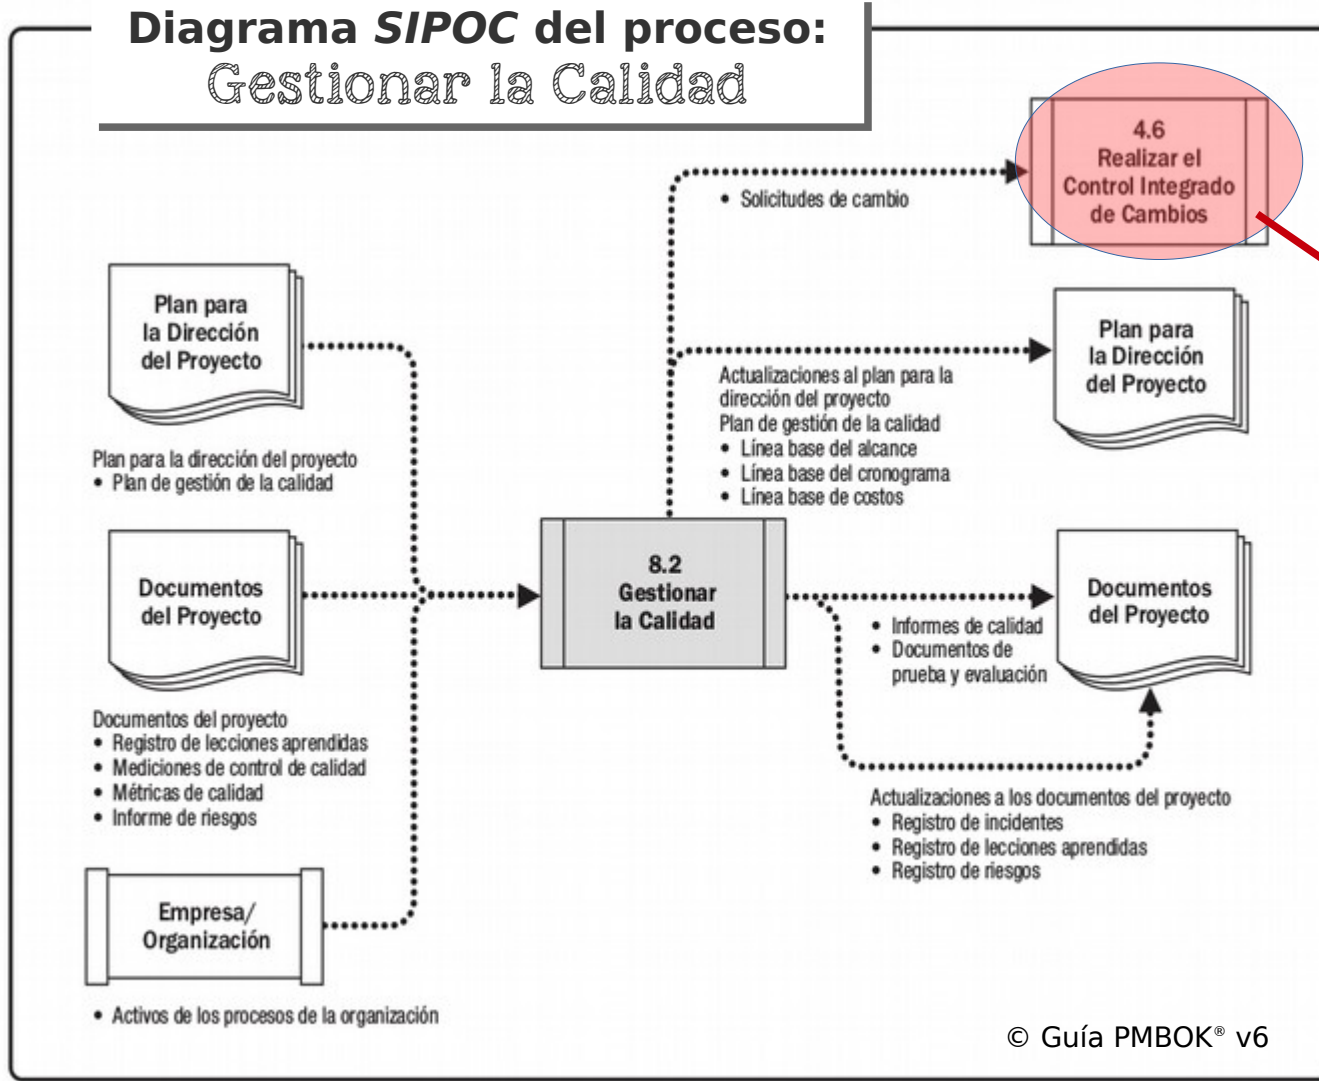 Diagrama SIPOC del proceso:
Gestionar la Calidad
4.6
Realizar el
Control Integrado
de Cambios
• Solicitudes de cambio
Plan para
la Dirección
del Proyecto
Plan para la dirección del proyecto
• Plan de gestión de la calidad
Plan para
la Dirección
del Proyecto
Actualizaciones al plan para la
dirección del proyecto
Plan de gestión de la calidad
• Línea base del alcance
• Línea base del cronograma
• Línea base de costos
Documentos
del Proyecto
Documentos del proyecto
• Registro de lecciones aprendidas
• Mediciones de control de calidad
• Métricas de calidad
• Informe de riesgos
8.2
Gestionar
la Calidad
Documentos
del Proyecto
• Informes de calidad
• Documentos de
prueba y evaluación
Actualizaciones a los documentos del proyecto
• Registro de incidentes
• Registro de lecciones aprendidas
• Registro de riesgos
Empresa/
Organización
• Activos de los procesos de la organización
© Guía PMBOK® v6